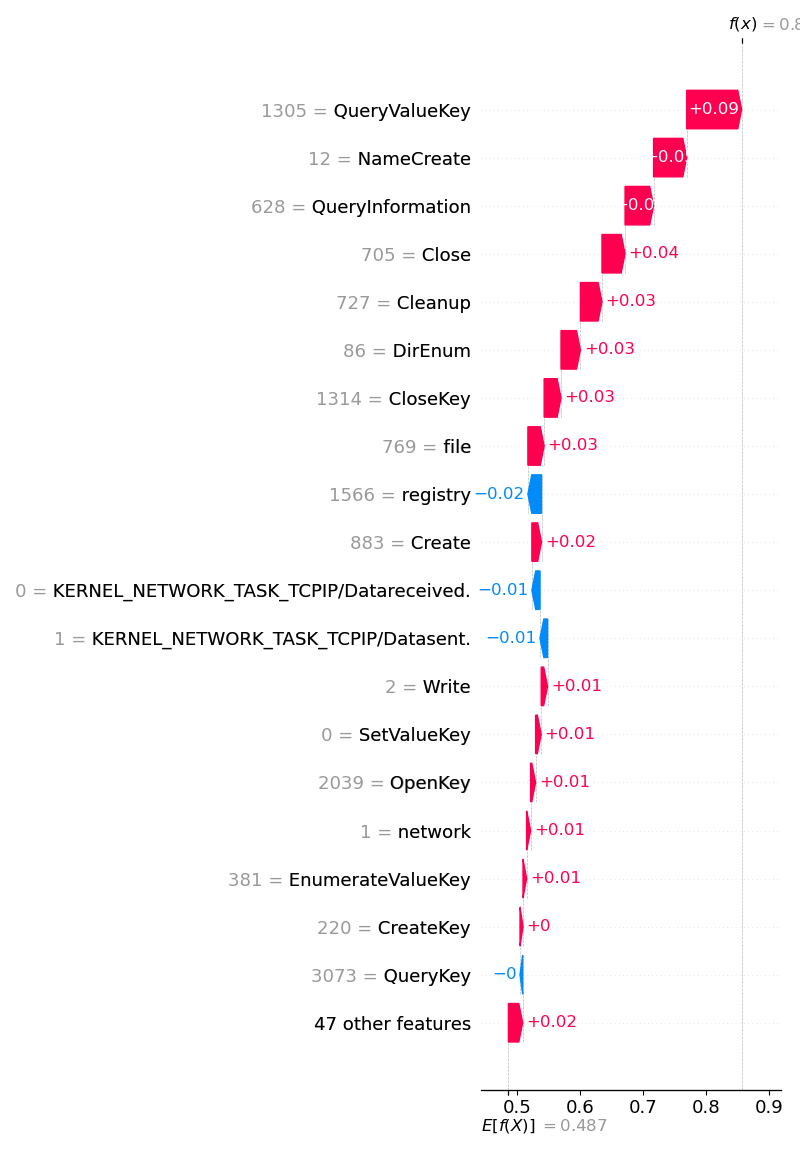 f(x) = 0.8
1305 = QueryValueKey +0.09
12 = NameCreate
628 = QueryInformation
705 = Close +0.04
727 = Cleanup +0.03
86 = DirEnum +0.03
1314 = CloseKey +0.03
769 = file +0.03
1566 = registry −0.02
883 = Create +0.02
0 = KERNEL_NETWORK_TASK_TCPIP/Datareceived. −0.01
1 = KERNEL_NETWORK_TASK_TCPIP/Datasent. −0.01
2 = Write +0.01
0 = SetValueKey +0.01
2039 = OpenKey +0.01
1 = network +0.01
381 = EnumerateValueKey +0.01
220 = CreateKey +0
3073 = QueryKey −0
47 other features +0.02
0.5 0.6 0.7 0.8 0.9
E[f(X)] = 0.487